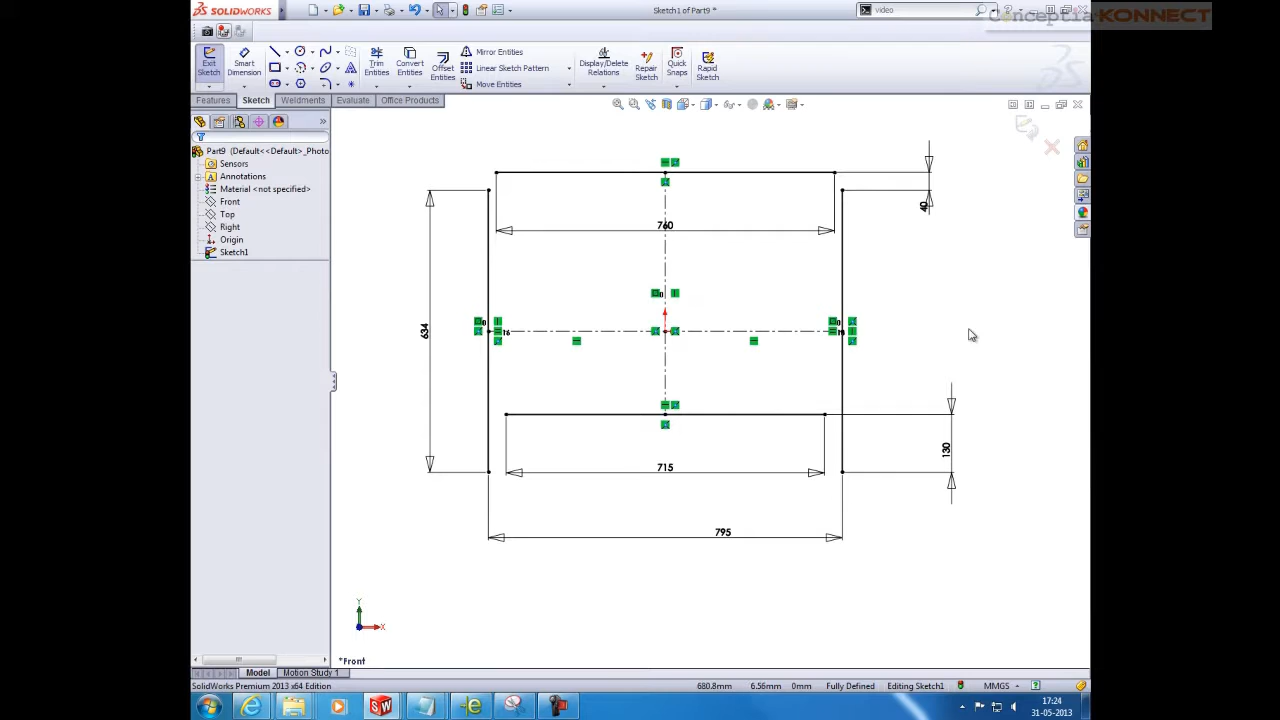 SOLIDWORKS
Sketch1 of Part9 *
video
Conceptia KONNECT
Exit Sketch
Smart Dimension
Trim Entities
Convert Entities
Offset Entities
Mirror Entities
Linear Sketch Pattern
Move Entities
Display/Delete Relations
Repair Sketch
Quick Snaps
Rapid Sketch
Features
Sketch
Weldments
Evaluate
Office Products
Part9 (Default<<Default>_Photo
Sensors
Annotations
Material <not specified>
Front
Top
Right
Origin
Sketch1
40
760
634
130
715
795
Y
X
*Front
Model
Motion Study 1
SolidWorks Premium 2013 x64 Edition
680.8mm
6.56mm
0mm
Fully Defined
Editing Sketch1
MMGS
17:24
31-05-2013